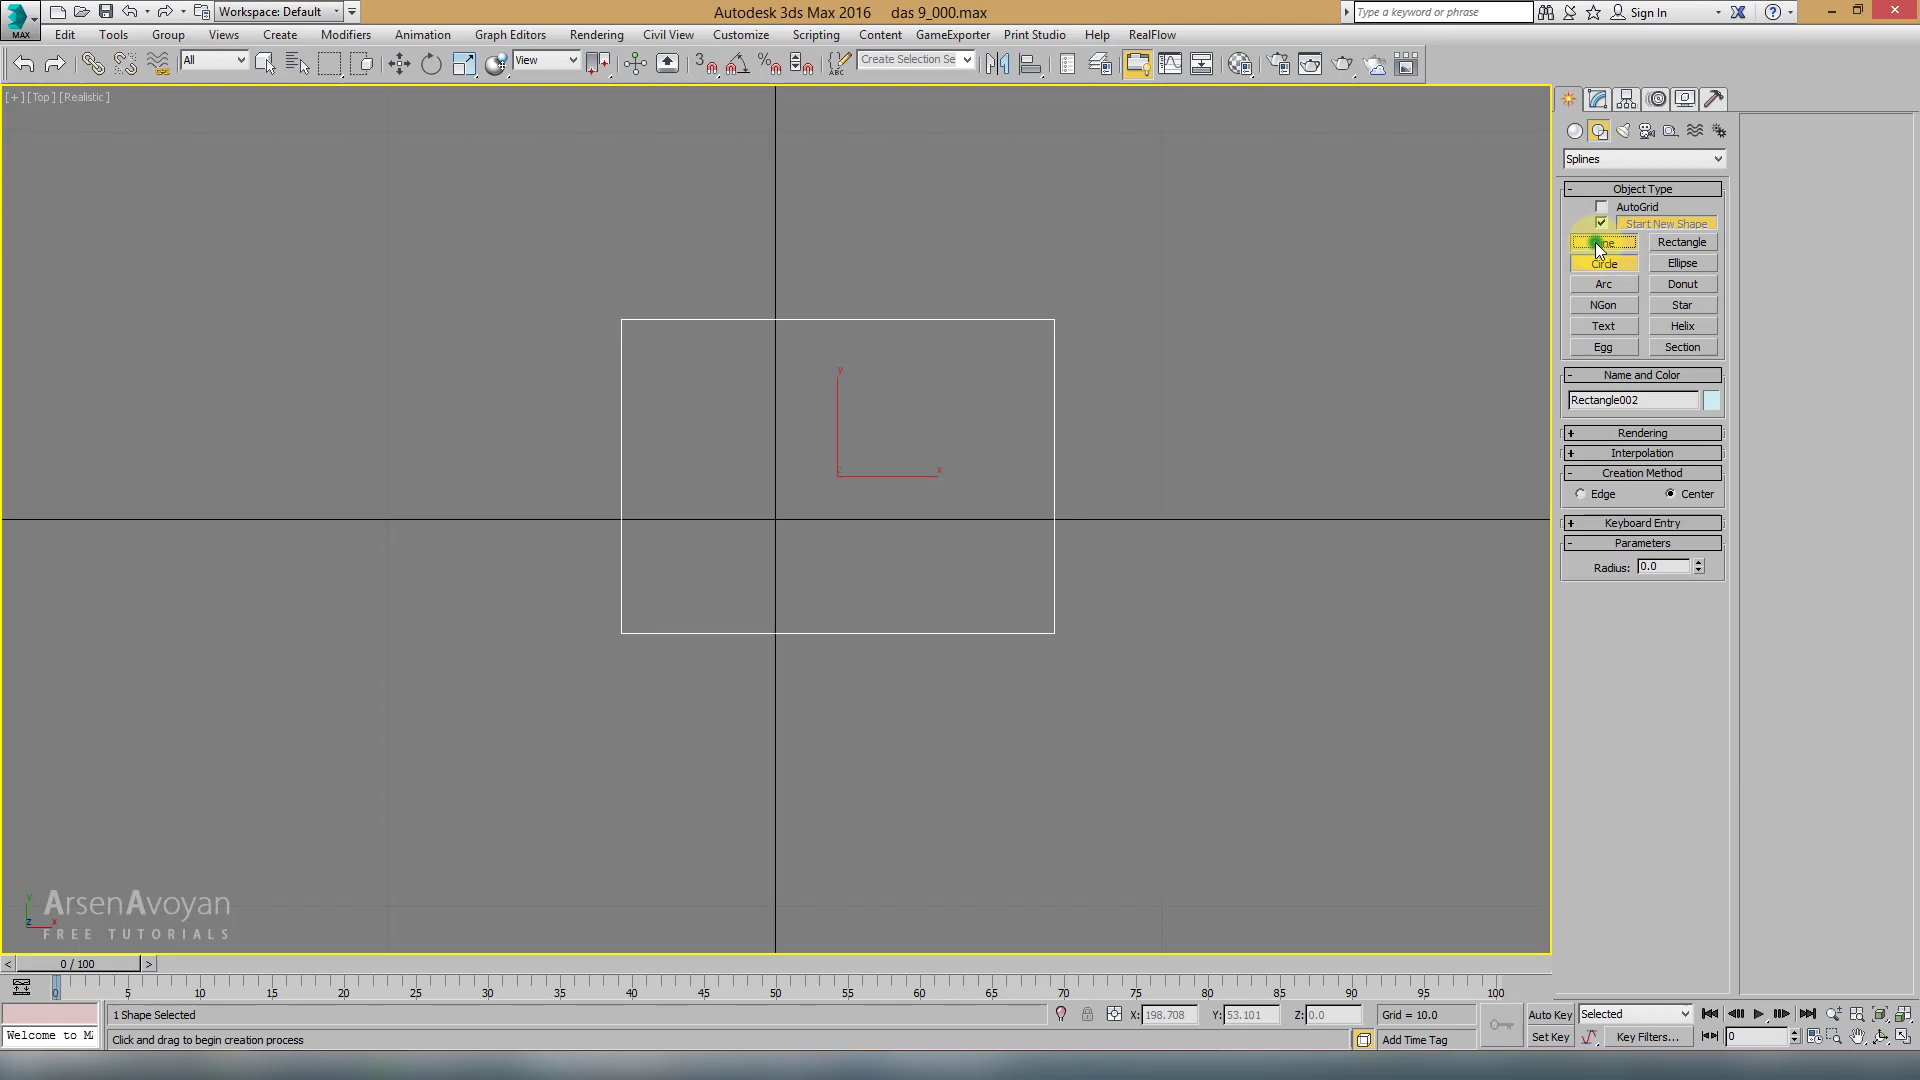 Autodesk 3ds Max 2016 das 9_000.max
MAX
Workspace: Default
Type a keyword or phrase
Sign In
Edit Tools Group Views Create Modifiers Animation Graph Editors Rendering Civil View Customize Scripting Content GameExporter Print Studio Help RealFlow
All
View
3
ABC
Create Selection Se
[+] [Top] [Realistic]
Splines
- Object Type
AutoGrid
Start New Shape
Rectangle
Circle Ellipse
Arc Donut
NGon Star
Text Helix
Egg Section
- Name and Color
Rectangle002
+ Rendering
+ Interpolation
- Creation Method
Edge Center
+ Keyboard Entry
- Parameters
Radius: 0.0
y
x
ArsenAvoyan
FREE TUTORIALS
y
z
x
< 0 / 100 >
0 5 10 15 20 25 30 35 40 45 50 55 60 65 70 75 80 85 90 95 100
1 Shape Selected
X: 198.708 Y: 53.101 Z: 0.0
Grid = 10.0
Auto Key Selected
Welcome to M
Click and drag to begin creation process
Add Time Tag
Set Key Key Filters...
0